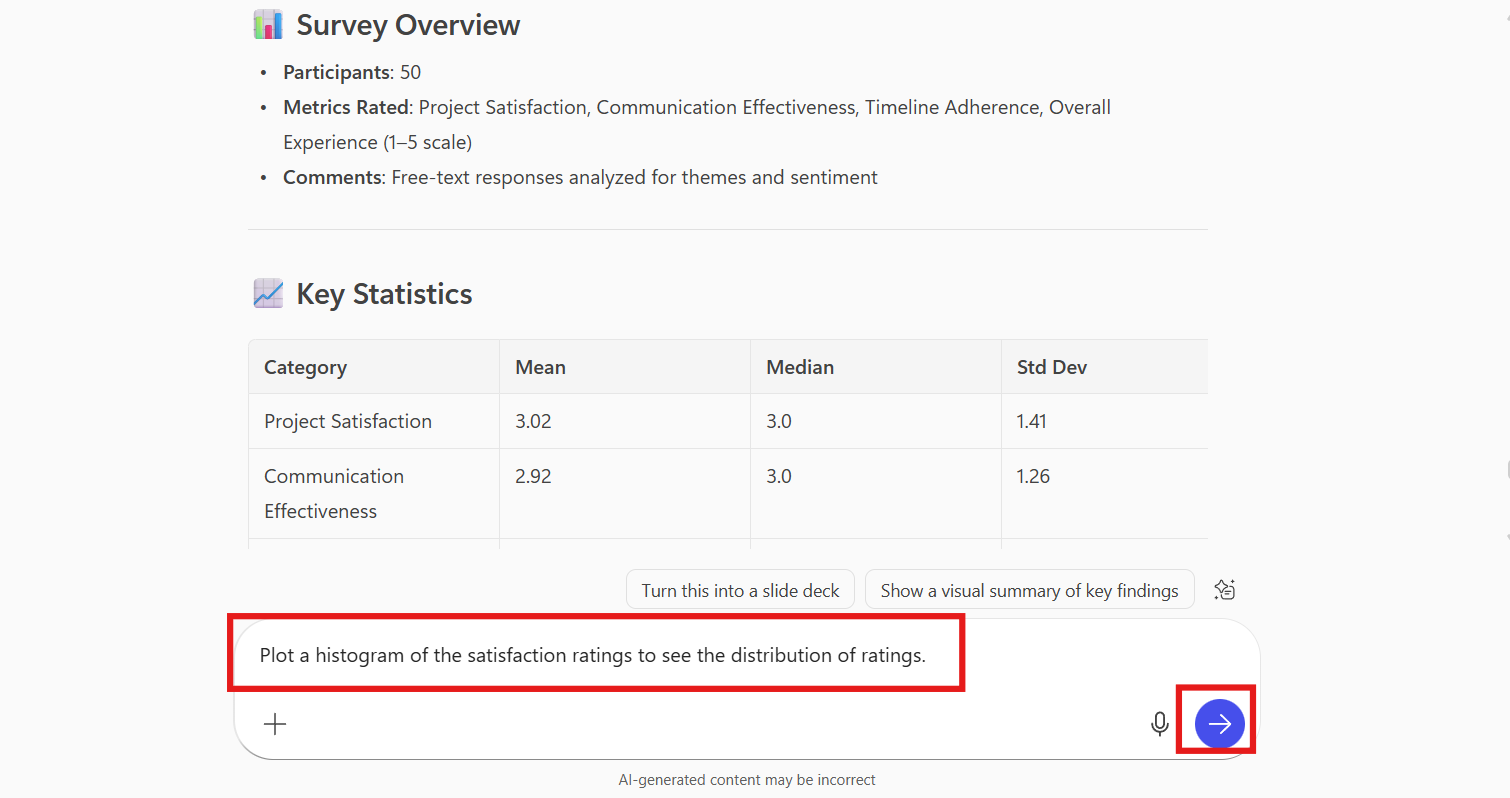 Survey Overview
• Participants: 50
• Metrics Rated: Project Satisfaction, Communication Effectiveness, Timeline Adherence, Overall
Experience (1–5 scale)
• Comments: Free-text responses analyzed for themes and sentiment
Key Statistics
Category Mean Median Std Dev
Project Satisfaction 3.02 3.0 1.41
Communication 2.92 3.0 1.26
Effectiveness
Turn this into a slide deck Show a visual summary of key findings
Plot a histogram of the satisfaction ratings to see the distribution of ratings.
AI-generated content may be incorrect